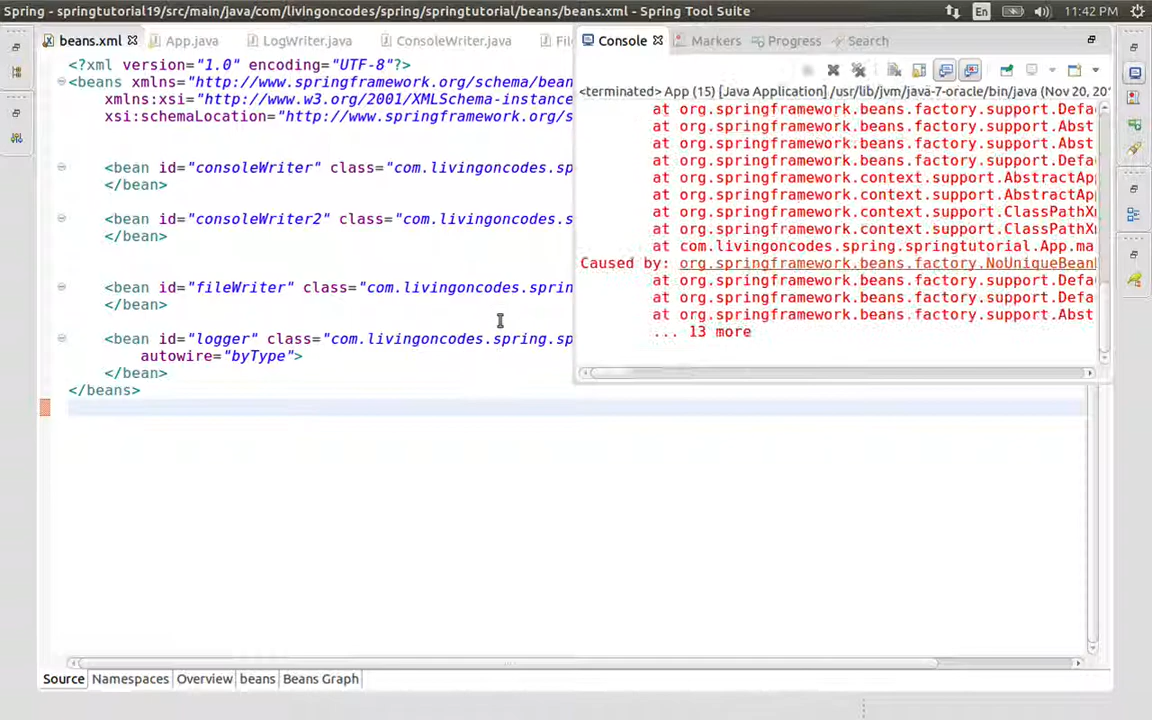 Spring - springtutorial19/src/main/java/com/livingoncodes/spring/springtutorial/beans/beans.xml - Spring Tool Suite
En
11:42 PM
beans.xml
App.java
LogWriter.java
ConsoleWriter.java
Fil
<?xml version="1.0" encoding="UTF-8"?>
<beans xmlns="http://www.springframework.org/schema/bean
xmlns:xsi="http://www.w3.org/2001/XMLSchema-instance
xsi:schemaLocation="http://www.springframework.org/s
<bean id="consoleWriter" class="com.livingoncodes.sp
</bean>
<bean id="consoleWriter2" class="com.livingoncodes.s
</bean>
<bean id="fileWriter" class="com.livingoncodes.sprin
</bean>
<bean id="logger" class="com.livingoncodes.spring.sp
autowire="byType">
</bean>
</beans>
Console
Markers
Progress
Search
<terminated> App (15) [Java Application] /usr/lib/jvm/java-7-oracle/bin/java (Nov 20, 20
at org.springframework.beans.factory.support.Defa
at org.springframework.beans.factory.support.Abst
at org.springframework.beans.factory.support.Abst
at org.springframework.beans.factory.support.Defa
at org.springframework.context.support.AbstractAp
at org.springframework.context.support.AbstractAp
at org.springframework.context.support.ClassPathX
at org.springframework.context.support.ClassPathX
at com.livingoncodes.spring.springtutorial.App.ma
Caused by: org.springframework.beans.factory.NoUniqueBean
at org.springframework.beans.factory.support.Defa
at org.springframework.beans.factory.support.Defa
at org.springframework.beans.factory.support.Abst
... 13 more
Source
Namespaces
Overview
beans
Beans Graph